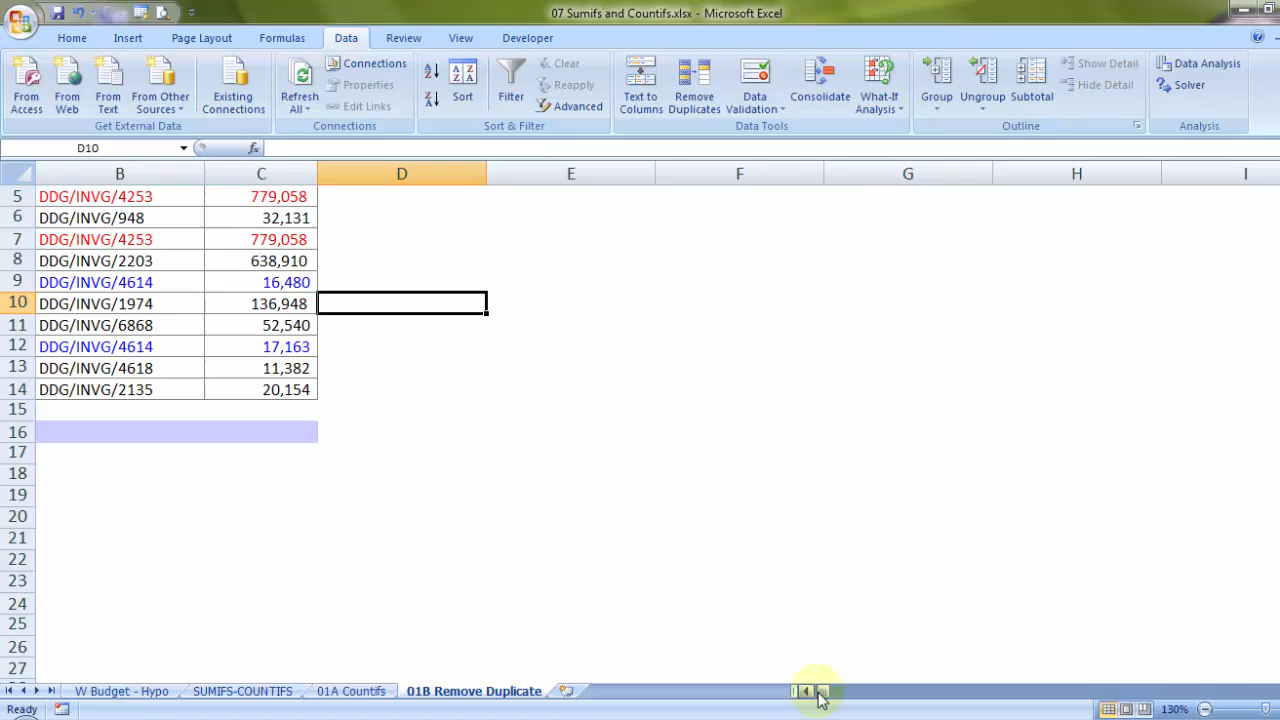 07 Sumifs and Countifs.xlsx - Microsoft Excel
Home Insert Page Layout Formulas Data Review View Developer
From Access
From Web
From Text
From Other Sources
Existing Connections
Get External Data
Refresh All
Connections
Properties
Edit Links
Connections
Sort
Filter
Clear
Reapply
Advanced
Sort & Filter
Text to Columns
Remove Duplicates
Data Validation
Consolidate
What-If Analysis
Data Tools
Group
Ungroup
Subtotal
Show Detail
Hide Detail
Outline
Data Analysis
Solver
Analysis
D10 fx
B C D E F G H I
5 DDG/INVG/4253 779,058
6 DDG/INVG/948 32,131
7 DDG/INVG/4253 779,058
8 DDG/INVG/2203 638,910
9 DDG/INVG/4614 16,480
10 DDG/INVG/1974 136,948
11 DDG/INVG/6868 52,540
12 DDG/INVG/4614 17,163
13 DDG/INVG/4618 11,382
14 DDG/INVG/2135 20,154
15
16
17
18
19
20
21
22
23
24
25
26
27
W Budget - Hypo SUMIFS-COUNTIFS 01A Countifs 01B Remove Duplicate
Ready 130%